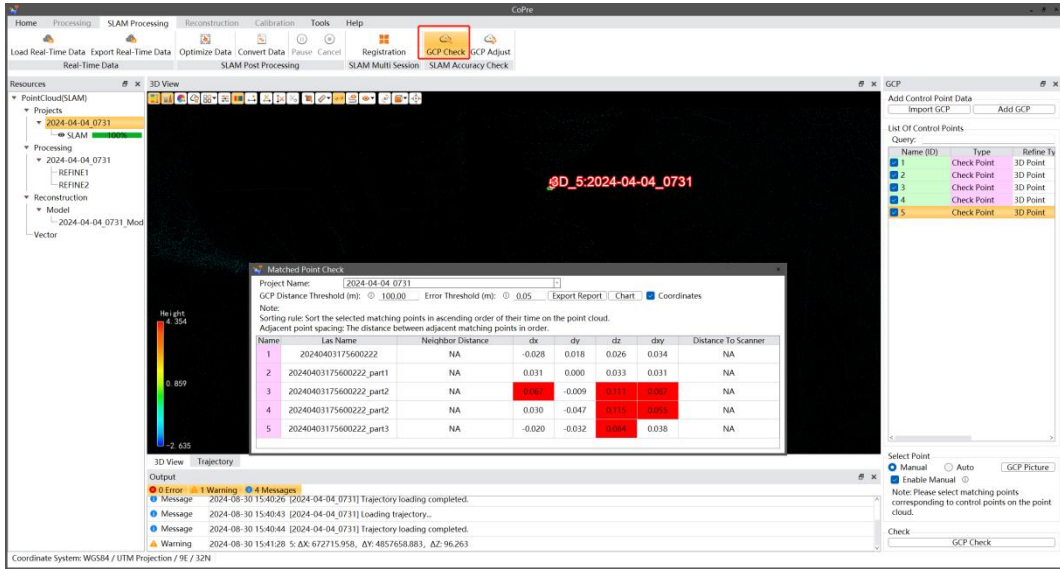 CoPre
Home Processing SLAM Processing Reconstruction Calibration Tools Help
Load Real-Time Data Export Real-Time Data Optimize Data Convert Data Pause Cancel Registration GCP Check GCP Adjust
Real-Time Data SLAM Post Processing SLAM Multi Session SLAM Accuracy Check
Resources
PointCloud(SLAM)
Projects
2024-04-04_0731
SLAM 100%
Processing
2024-04-04_0731
REFINE1
REFINE2
Reconstruction
Model
2024-04-04_0731_Mod
Vector
3D View
3D_5:2024-04-04_0731
Height
4.354
0.859
-2.635
Matched Point Check
Project Name: 2024-04-04_0731
GCP Distance Threshold (m): 100.00 Error Threshold (m): 0.05 Export Report Chart Coordinates
Note:
Sorting rule: Sort the selected matching points in ascending order of their time on the point cloud.
Adjacent point spacing: The distance between adjacent matching points in order.
Name Las Name Neighbor Distance dx dy dz dxy Distance To Scanner
1 20240403175600222 NA -0.028 0.018 0.026 0.034 NA
2 20240403175600222_part1 NA 0.031 0.000 0.033 0.031 NA
3 20240403175600222_part2 NA -0.009 0.111 NA
4 20240403175600222_part2 NA 0.030 -0.047 0.115 0.055 NA
5 20240403175600222_part3 NA -0.020 -0.032 0.084 0.038 NA
3D View Trajectory
Output
0 Error 1 Warning 4 Messages
Message 2024-08-30 15:40:26 [2024-04-04_0731] Trajectory loading completed.
Message 2024-08-30 15:40:43 [2024-04-04_0731] Loading trajectory...
Message 2024-08-30 15:40:44 [2024-04-04_0731] Trajectory loading completed.
Warning 2024-08-30 15:41:28 5: ΔX: 672715.958, ΔY: 4857658.883, ΔZ: 96.263
GCP
Add Control Point Data
Import GCP Add GCP
List Of Control Points
Query:
Name (ID) Type Refine Ty
1 Check Point 3D Point
2 Check Point 3D Point
3 Check Point 3D Point
4 Check Point 3D Point
5 Check Point 3D Point
Select Point
Manual Auto GCP Picture
Enable Manual
Note: Please select matching points
corresponding to control points on the point
cloud.
Check
GCP Check
Coordinate System: WGS84 / UTM Projection / 9E / 32N